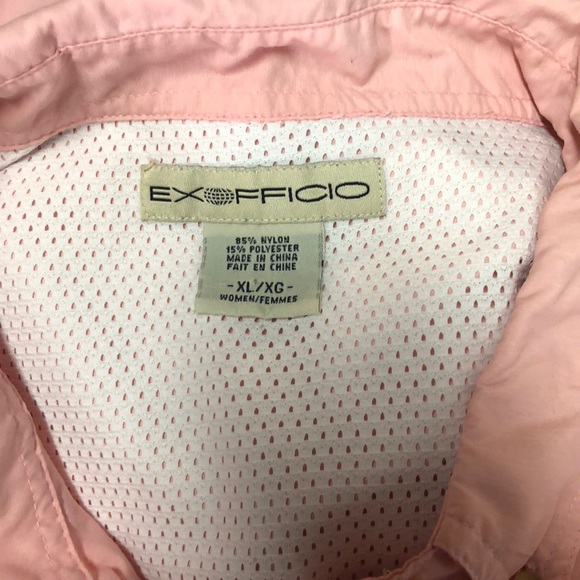 EXOFFICIO
85% NYLON
15% POLYESTER
MADE IN CHINA
FAIT EN CHINE
- XL/XG -
WOMEN/FEMMES